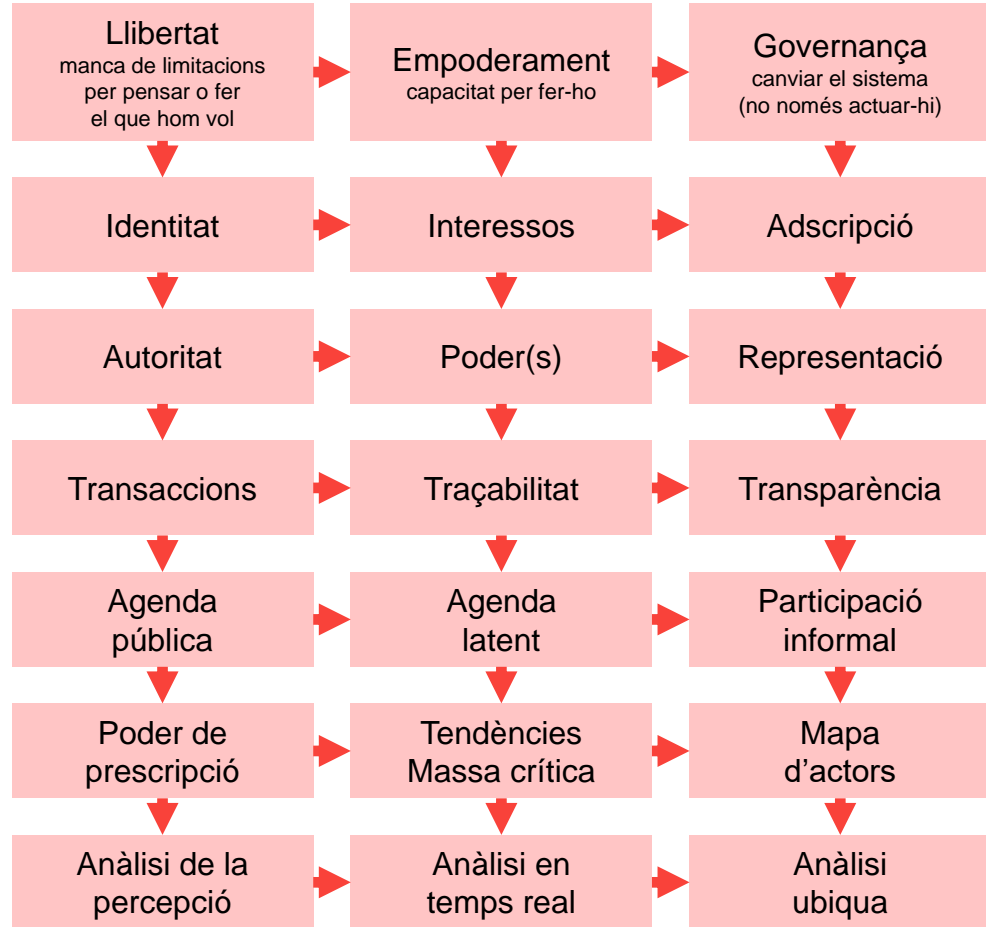 Llibertat
manca de limitacions
per pensar o fer
el que hom vol
Empoderament
capacitat per fer-ho
Governança
canviar el sistema
(no només actuar-hi)
Identitat
Interessos
Adscripció
Autoritat
Poder(s)
Representació
Transaccions
Traçabilitat
Transparència
Agenda
pública
Agenda
latent
Participació
informal
Poder de
prescripció
Tendències
Massa crítica
Mapa
d’actors
Anàlisi de la
percepció
Anàlisi en
temps real
Anàlisi
ubiqua